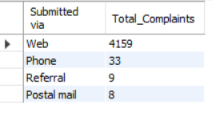 Submitted via Total_Complaints
Web 4159
Phone 33
Referral 9
Postal mail 8